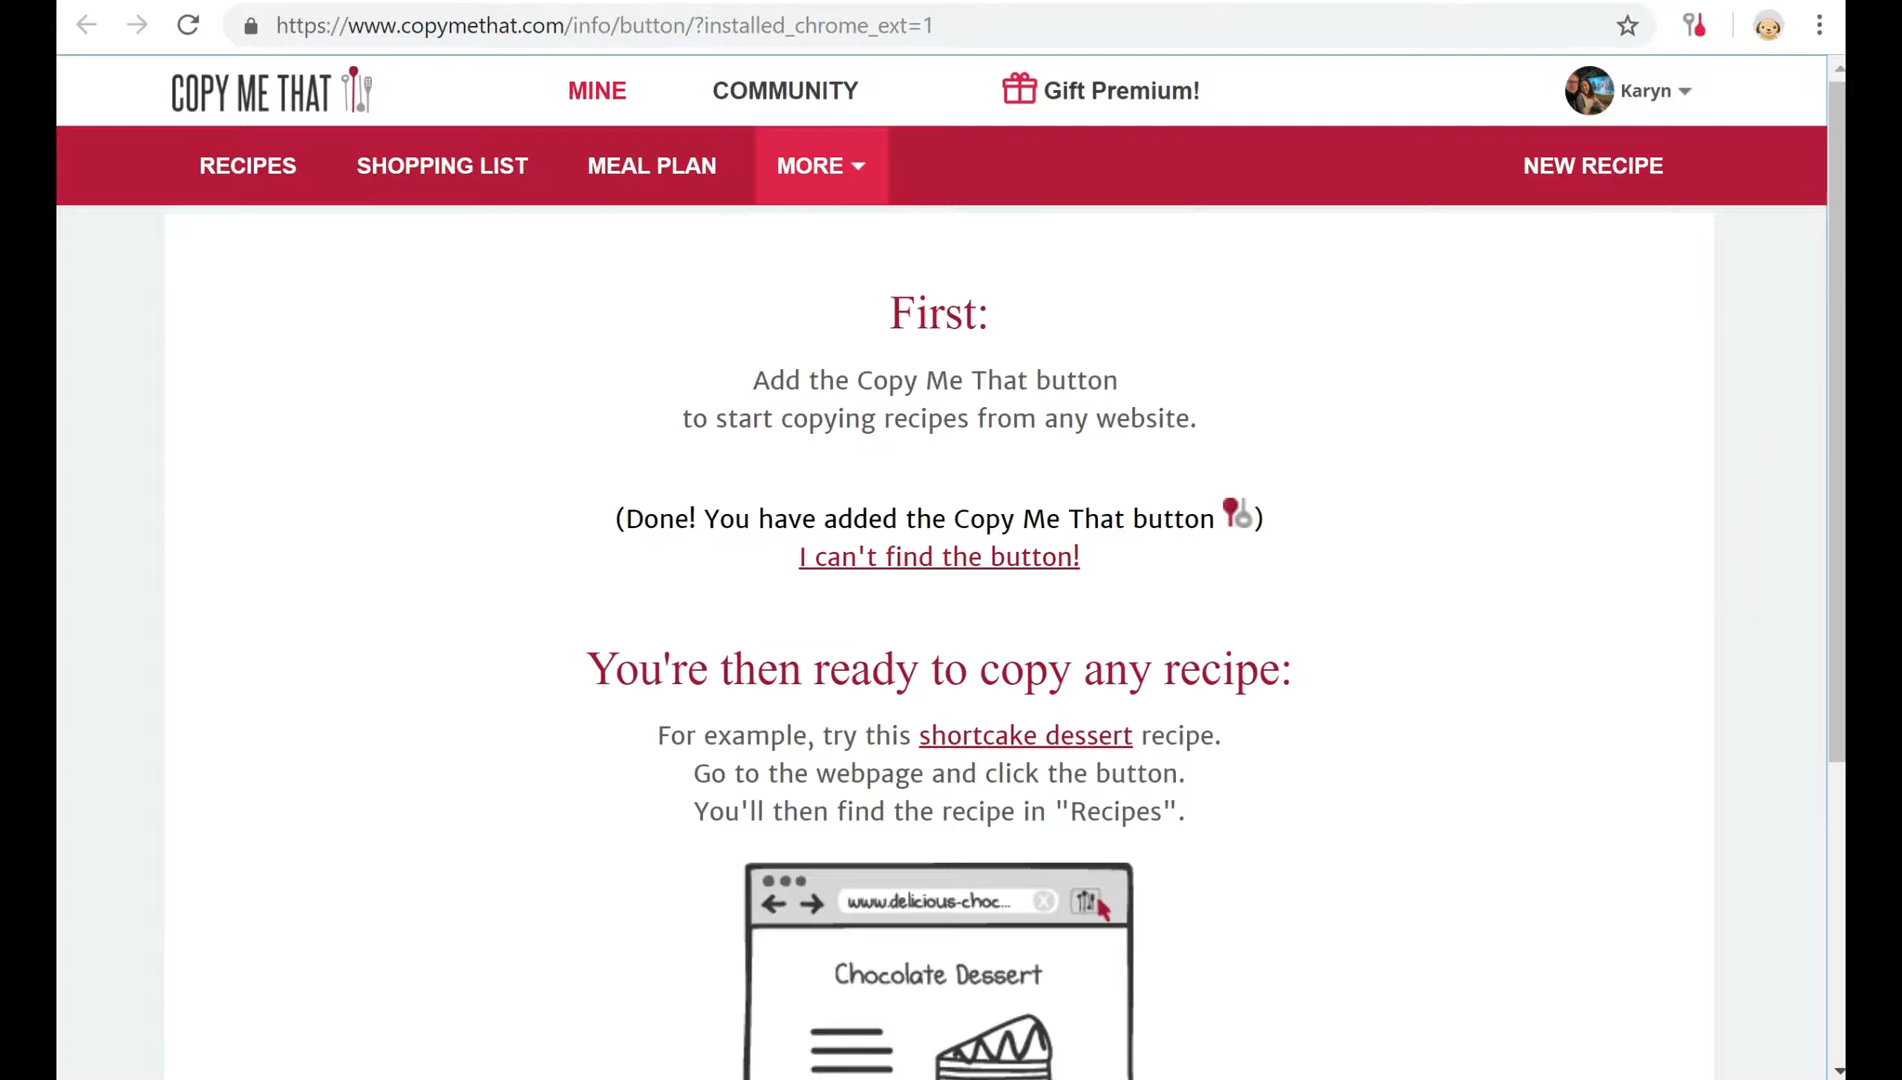 https://www.copymethat.com/info/button/?installed_chrome_ext=1
COPY ME THAT
MINE
COMMUNITY
Gift Premium!
Karyn
RECIPES
SHOPPING LIST
MEAL PLAN
MORE
NEW RECIPE
First:
Add the Copy Me That button
to start copying recipes from any website.
(Done! You have added the Copy Me That button )
I can't find the button!
You're then ready to copy any recipe:
For example, try this shortcake dessert recipe.
Go to the webpage and click the button.
You'll then find the recipe in "Recipes".
www.delicious-choc...
Chocolate Dessert